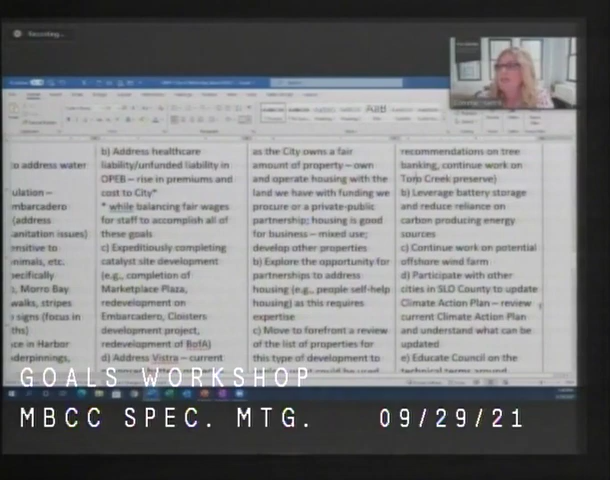 Recording...
to address water
ulation –
mbarcadero
(address
anitation issues)
ensitive to
nimals, etc.
pecifically
, Morro Bay
walks, stripes
signs (focus in
ths)
ice in Harbor
derpinnings,
b) Address healthcare
liability/unfunded liability in
OPEB – rise in premiums and
cost to City*
* while balancing fair wages
for staff to accomplish all of
these goals
c) Expeditiously completing
catalyst site development
(e.g., completion of
Marketplace Plaza,
redevelopment on
Embarcadero, Cloisters
development project,
redevelopment of BofA)
d) Address Vistra – current
as the City owns a fair
amount of property – own
and operate housing with the
land we have with funding we
procure or a private-public
partnership; housing is good
for business – mixed use;
develop other properties
b) Explore the opportunity for
partnerships to address
housing (e.g., people self-help
housing) as this requires
expertise
c) Move to forefront a review
of the list of properties for
this type of development to
could be used
recommendations on tree
banking, continue work on
Toro Creek preserve)
b) Leverage battery storage
and reduce reliance on
carbon producing energy
sources
c) Continue work on potential
offshore wind farm
d) Participate with other
cities in SLO County to update
Climate Action Plan – review
current Climate Action Plan
and understand what can be
updated
e) Educate Council on the
technical terms around
GOALS WORKSHOP
MBCC SPEC. MTG. 09/29/21